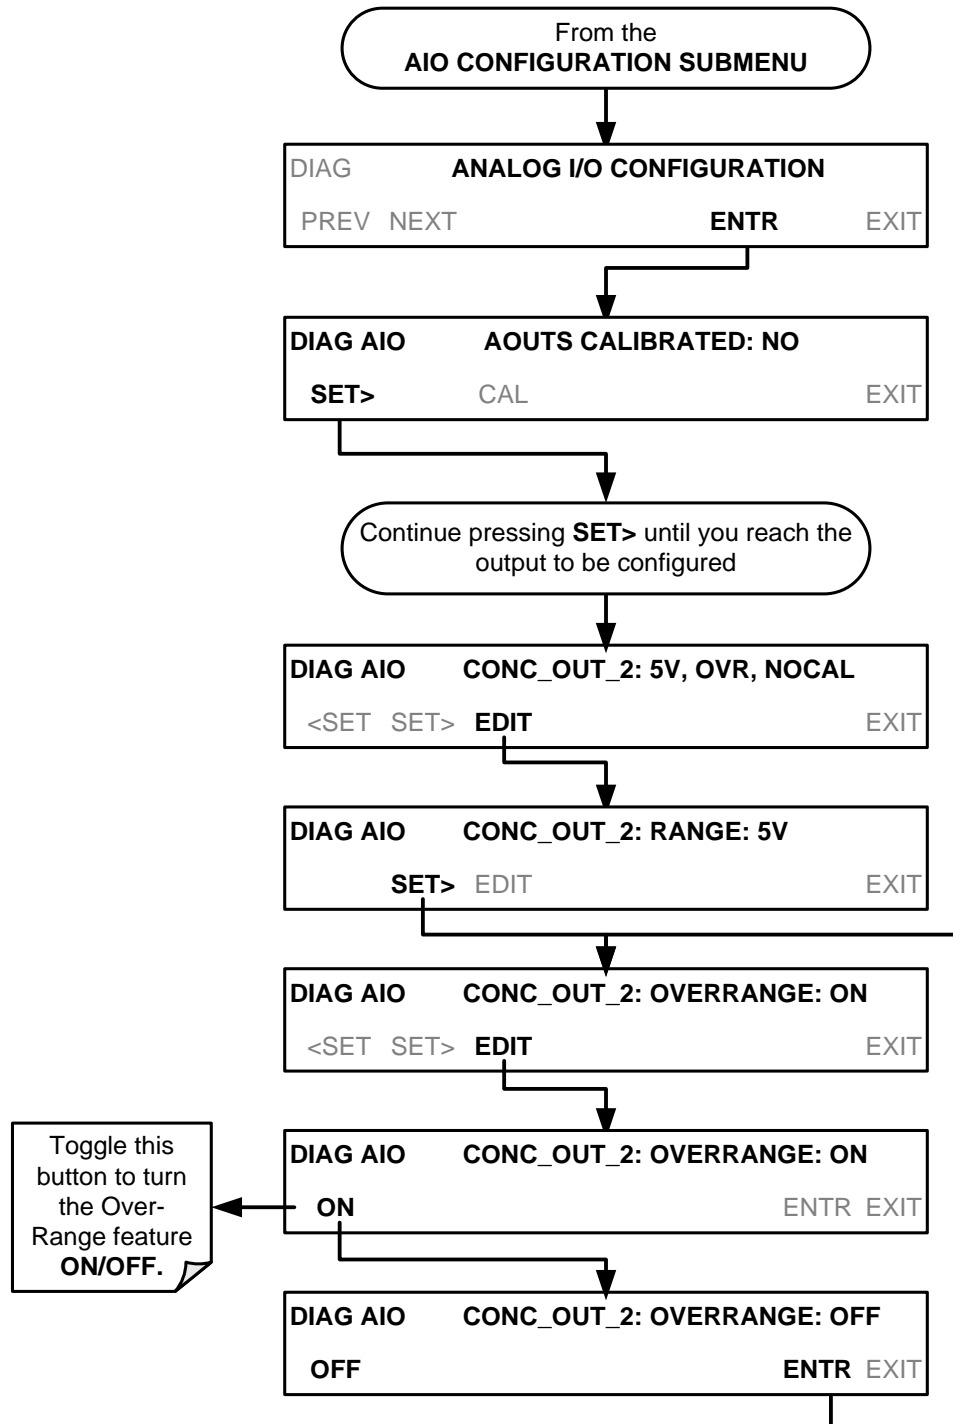 From the
AIO CONFIGURATION SUBMENU
DIAG ANALOG I/O CONFIGURATION
PREV NEXT ENTR EXIT
DIAG AIO AOUTS CALIBRATED: NO
SET> CAL EXIT
Continue pressing SET> until you reach the
output to be configured
DIAG AIO CONC_OUT_2: 5V, OVR, NOCAL
<SET SET> EDIT EXIT
DIAG AIO CONC_OUT_2: RANGE: 5V
SET> EDIT EXIT
DIAG AIO CONC_OUT_2: OVERRANGE: ON
<SET SET> EDIT EXIT
Toggle this
button to turn
the Over-
Range feature
ON/OFF.
DIAG AIO CONC_OUT_2: OVERRANGE: ON
ON ENTR EXIT
DIAG AIO CONC_OUT_2: OVERRANGE: OFF
OFF ENTR EXIT